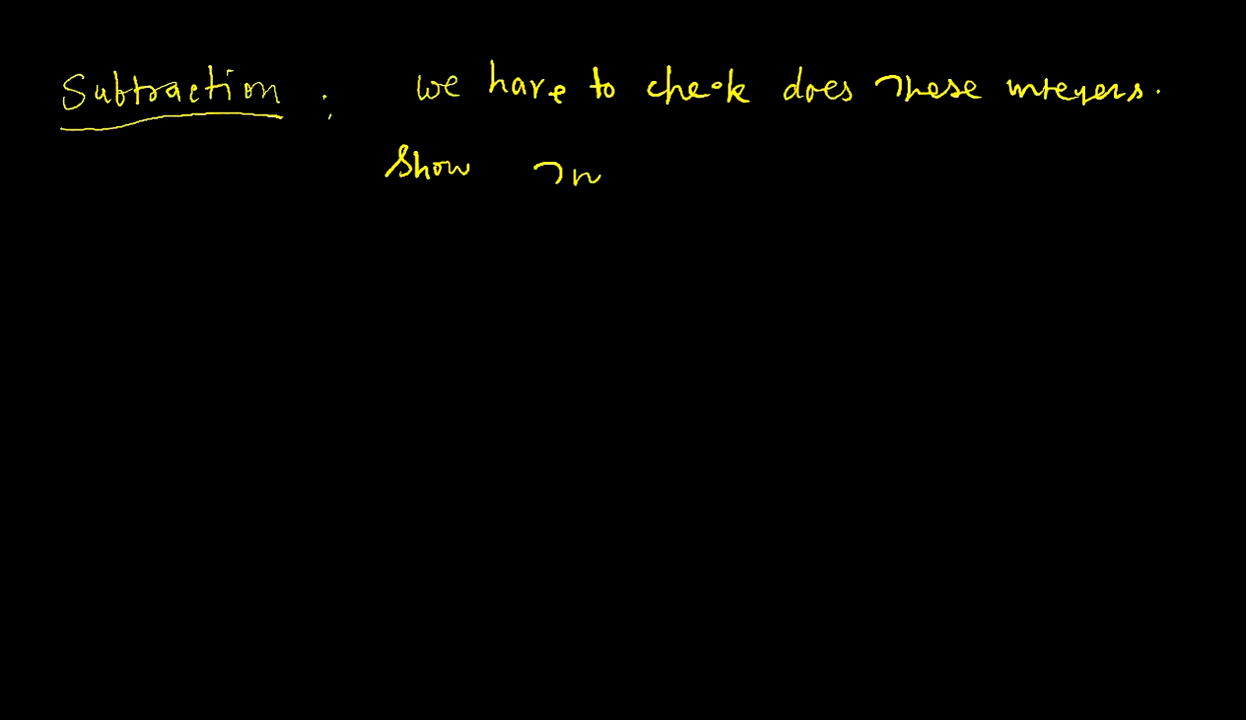 Subtraction : we have to check does these integers.
Show